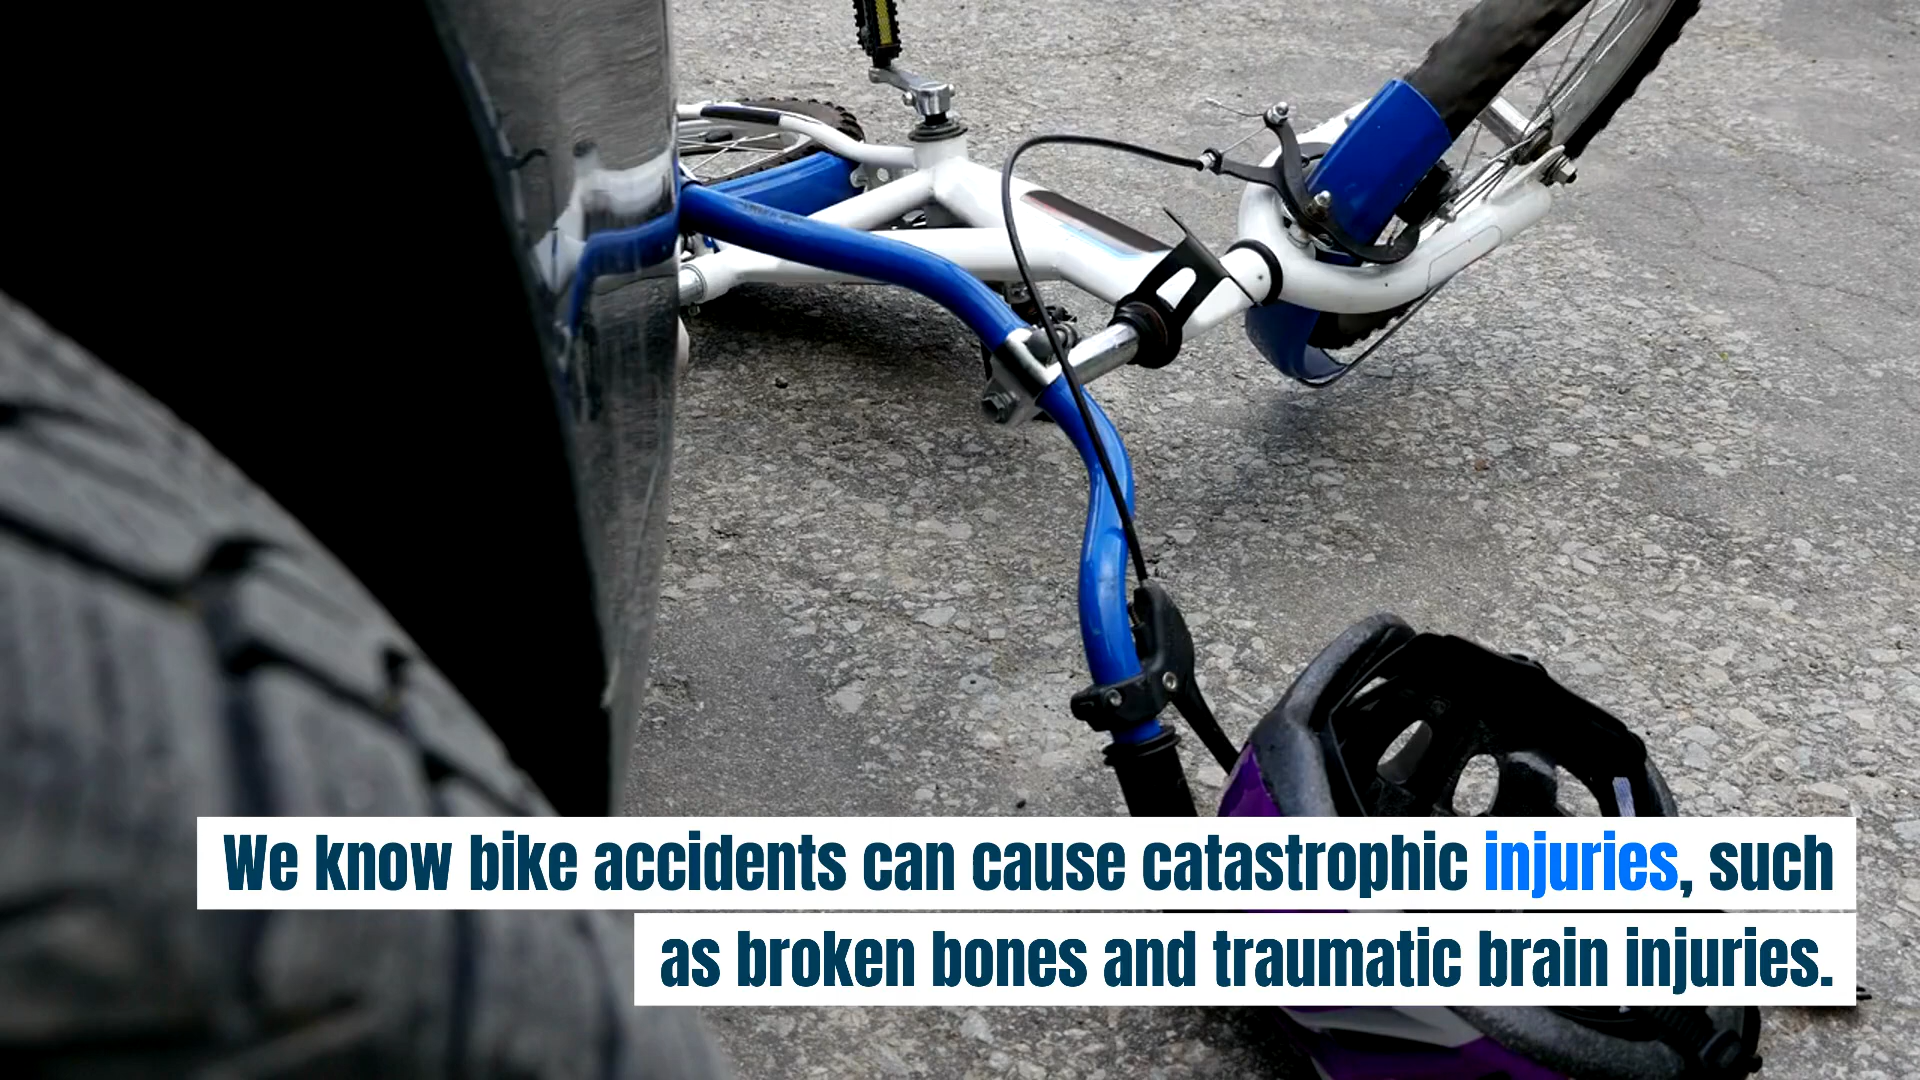 We know bike accidents can cause catastrophic injuries, such
as broken bones and traumatic brain injuries.